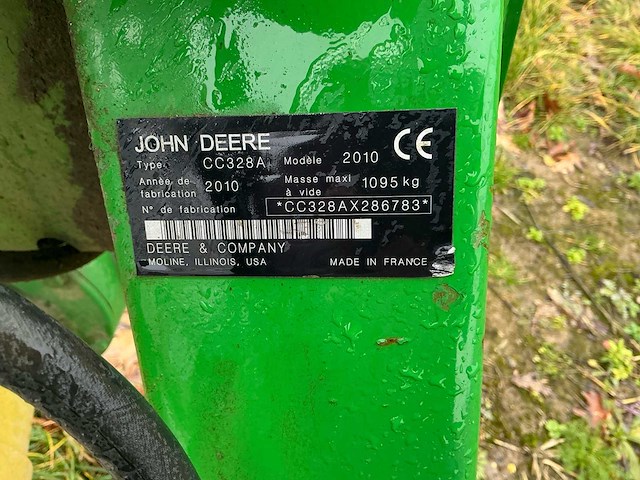 JOHN DEERE CE
Type. CC328A Modèle 2010
Année de fabrication 2010 Masse maxi à vide 1095 kg
N° de fabrication *CC328AX286783*
DEERE & COMPANY
MOLINE, ILLINOIS, USA MADE IN FRANCE